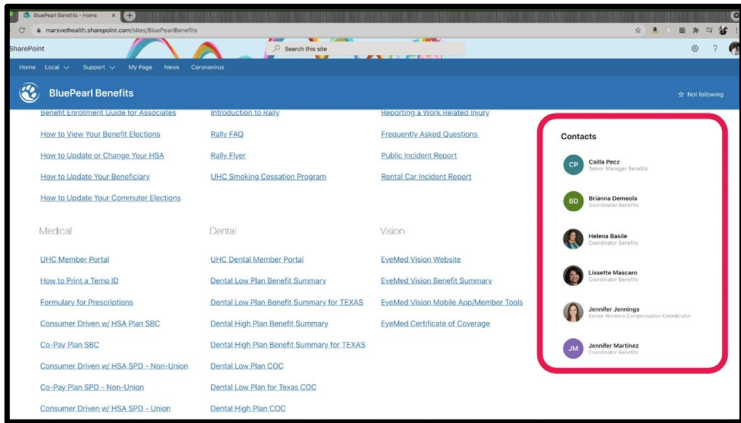 BluePearl Benefits - Home
marsvethealth.sharepoint.com/sites/BluePearlBenefits
SharePoint
Search this site
Home Local Support My Page News Coronavirus
BluePearl Benefits
Not following
Benefit Enrollment Guide for Associates
How to View Your Benefit Elections
How to Update or Change Your HSA
How to Update Your Beneficiary
How to Update Your Commuter Elections
Introduction to Rally
Rally FAQ
Rally Flyer
UHC Smoking Cessation Program
Reporting a Work Related Injury
Frequently Asked Questions
Public Incident Report
Rental Car Incident Report
Medical
UHC Member Portal
How to Print a Temp ID
Formulary for Prescriptions
Consumer Driven w/ HSA Plan SBC
Co-Pay Plan SBC
Consumer Driven w/ HSA SPD - Non-Union
Co-Pay Plan SPD - Non-Union
Consumer Driven w/ HSA SPD - Union
Dental
UHC Dental Member Portal
Dental Low Plan Benefit Summary
Dental Low Plan Benefit Summary for TEXAS
Dental High Plan Benefit Summary
Dental High Plan Benefit Summary for TEXAS
Dental Low Plan COC
Dental Low Plan for Texas COC
Dental High Plan COC
Vision
EyeMed Vision Website
EyeMed Vision Benefit Summary
EyeMed Vision Mobile App/Member Tools
EyeMed Certificate of Coverage
Contacts
CP
Csilla Pecz
Senior Manager Benefits
BD
Brianna Demeola
Coordinator Benefits
Helena Basile
Coordinator Benefits
Lissette Mascaro
Coordinator Benefits
Jennifer Jennings
Senior Workers Compensation Coordinator
JM
Jennifer Martinez
Coordinator Benefits